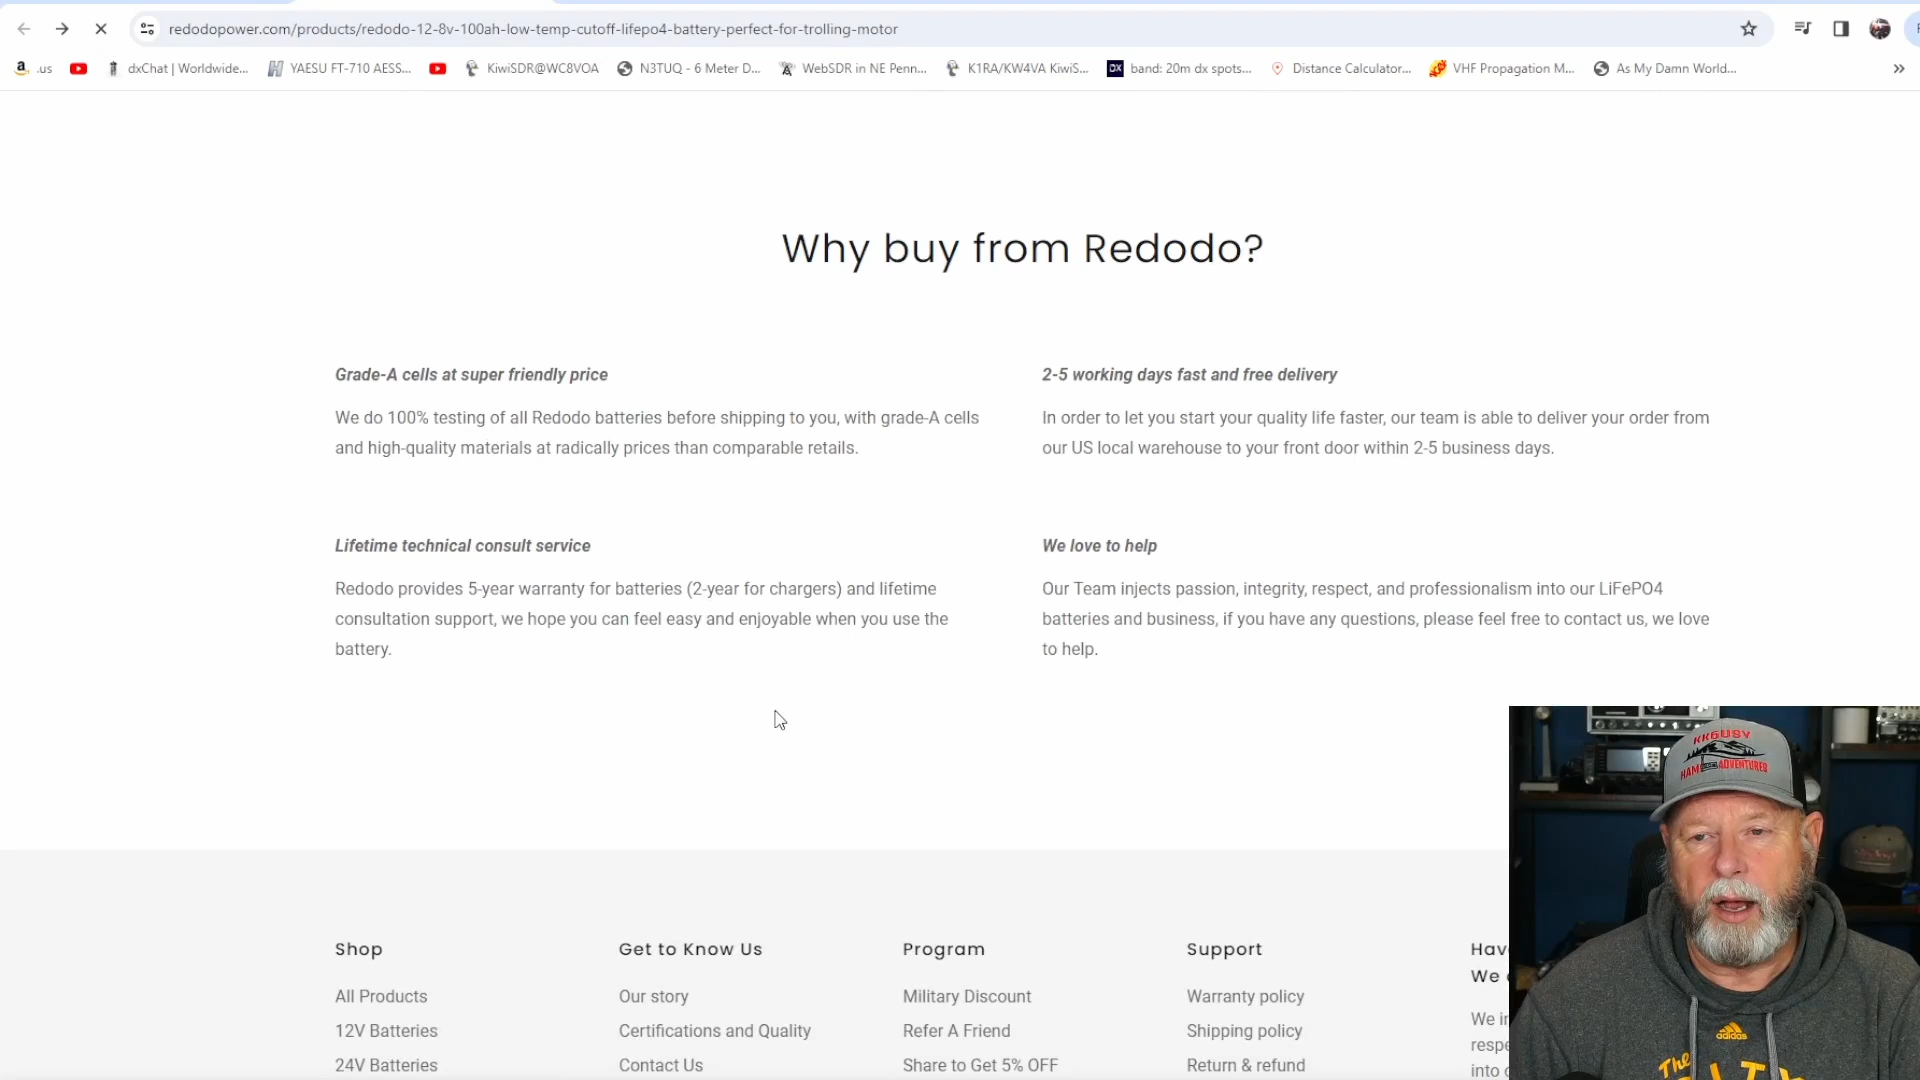 redodopower.com/products/redodo-12-8v-100ah-low-temp-cutoff-lifepo4-battery-perfect-for-trolling-motor
.us
dxChat | Worldwide...
YAESU FT-710 AESS...
KiwiSDR@WC8VOA
N3TUQ - 6 Meter D...
WebSDR in NE Penn...
K1RA/KW4VA KiwiS...
DX
band: 20m dx spots...
Distance Calculator...
VHF Propagation M...
As My Damn World...
Why buy from Redodo?
Grade-A cells at super friendly price
We do 100% testing of all Redodo batteries before shipping to you, with grade-A cells
and high-quality materials at radically prices than comparable retails.
2-5 working days fast and free delivery
In order to let you start your quality life faster, our team is able to deliver your order from
our US local warehouse to your front door within 2-5 business days.
Lifetime technical consult service
Redodo provides 5-year warranty for batteries (2-year for chargers) and lifetime
consultation support, we hope you can feel easy and enjoyable when you use the
battery.
We love to help
Our Team injects passion, integrity, respect, and professionalism into our LiFePO4
batteries and business, if you have any questions, please feel free to contact us, we love
to help.
Shop
All Products
12V Batteries
24V Batteries
Get to Know Us
Our story
Certifications and Quality
Contact Us
Program
Military Discount
Refer A Friend
Share to Get 5% OFF
Support
Warranty policy
Shipping policy
Return & refund
We
We
KK6USY
HAM ADVENTURES
adidas
The